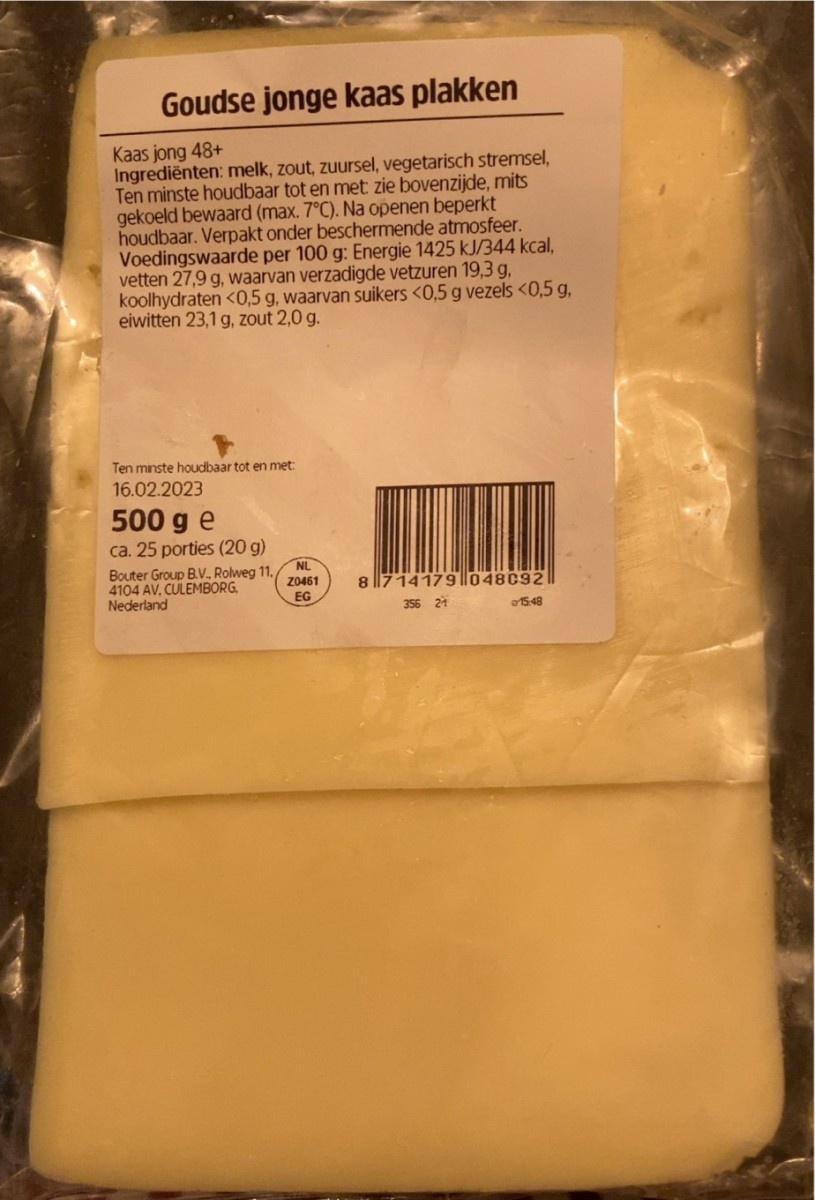 Goudse jonge kaas plakken
Kaas jong 48+
Ingrediënten: melk, zout, zuursel, vegetarisch stremsel,
Ten minste houdbaar tot en met: zie bovenzijde, mits
gekoeld bewaard (max. 7°C). Na openen beperkt
houdbaar. Verpakt onder beschermende atmosfeer.
Voedingswaarde per 100 g: Energie 1425 kJ/344 kcal,
vetten 27,9 g, waarvan verzadigde vetzuren 19,3 g,
koolhydraten <0,5 g, waarvan suikers <0,5 g vezels <0,5 g,
eiwitten 23,1 g, zout 2,0 g.
Ten minste houdbaar tot en met:
16.02.2023
500 g e
ca. 25 porties (20 g)
Bouter Group B.V., Rolweg 11,
4104 AV, CULEMBORG.
Nederland
NL
Z0461
EG
8 714179 048092
356 21 15:48